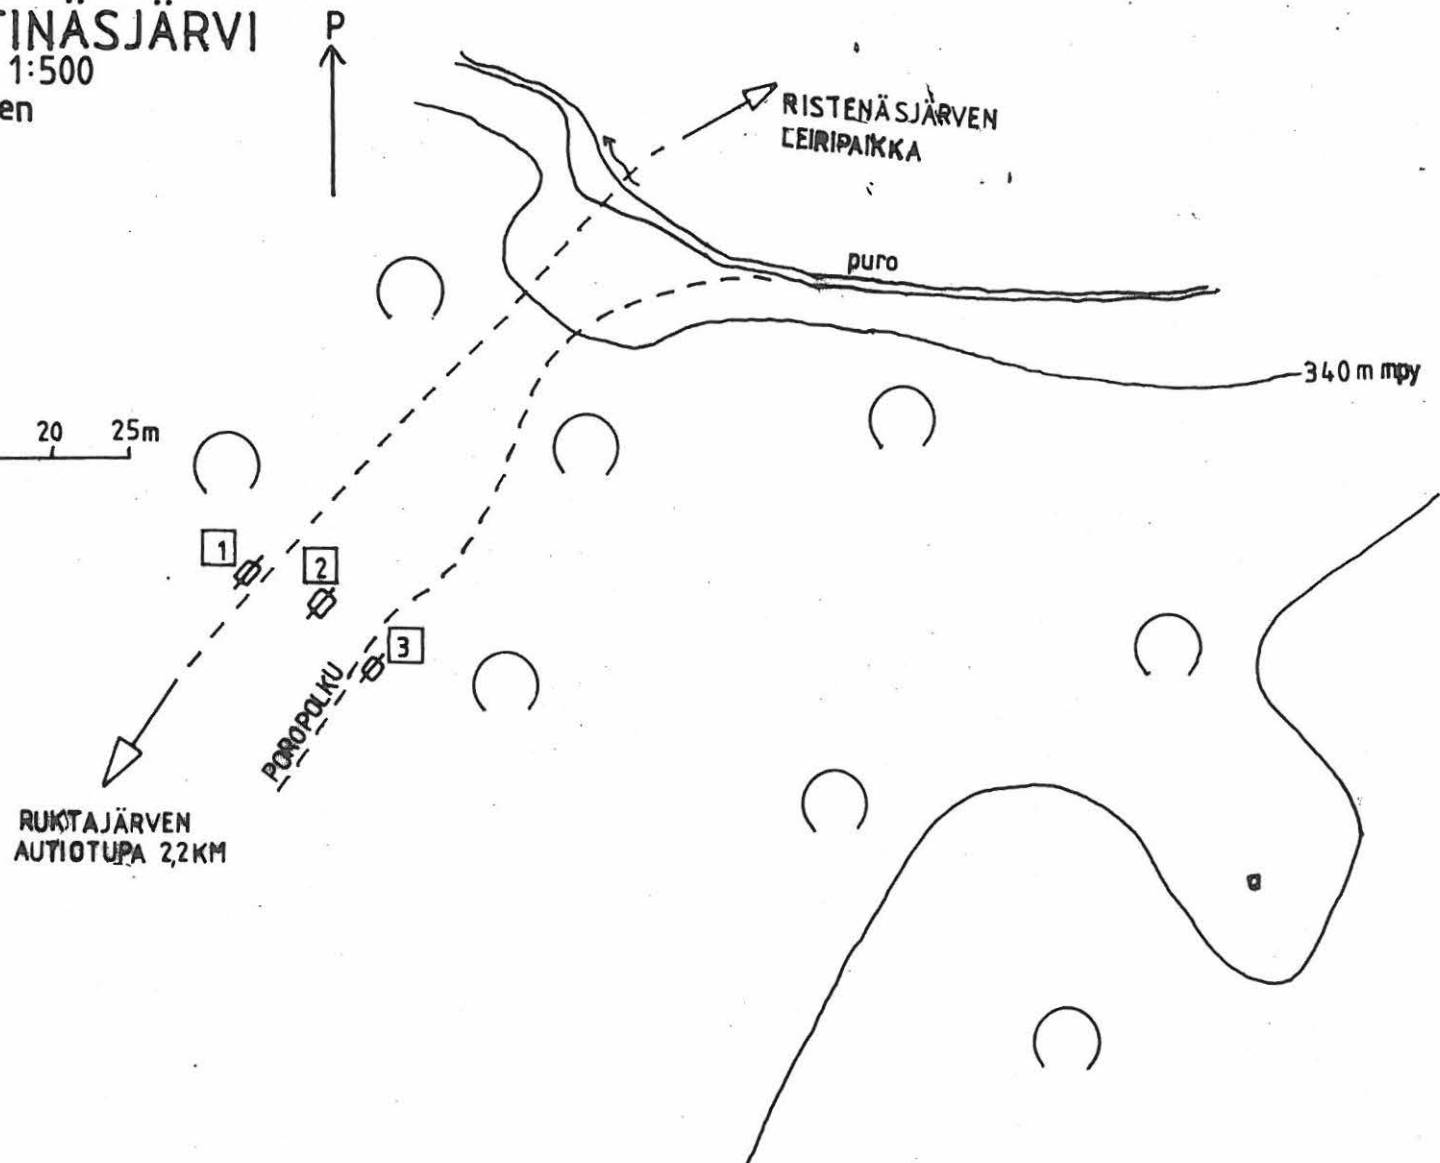 TINÄSJÄRVI
1:500
en
P
RISTENÄSJÄRVEN
LEIRIPAIKKA
puro
340 m mpy
20 25m
1
2
3
POROPOLKU
RUKTAJÄRVEN
AUTIOTUPA 2,2KM